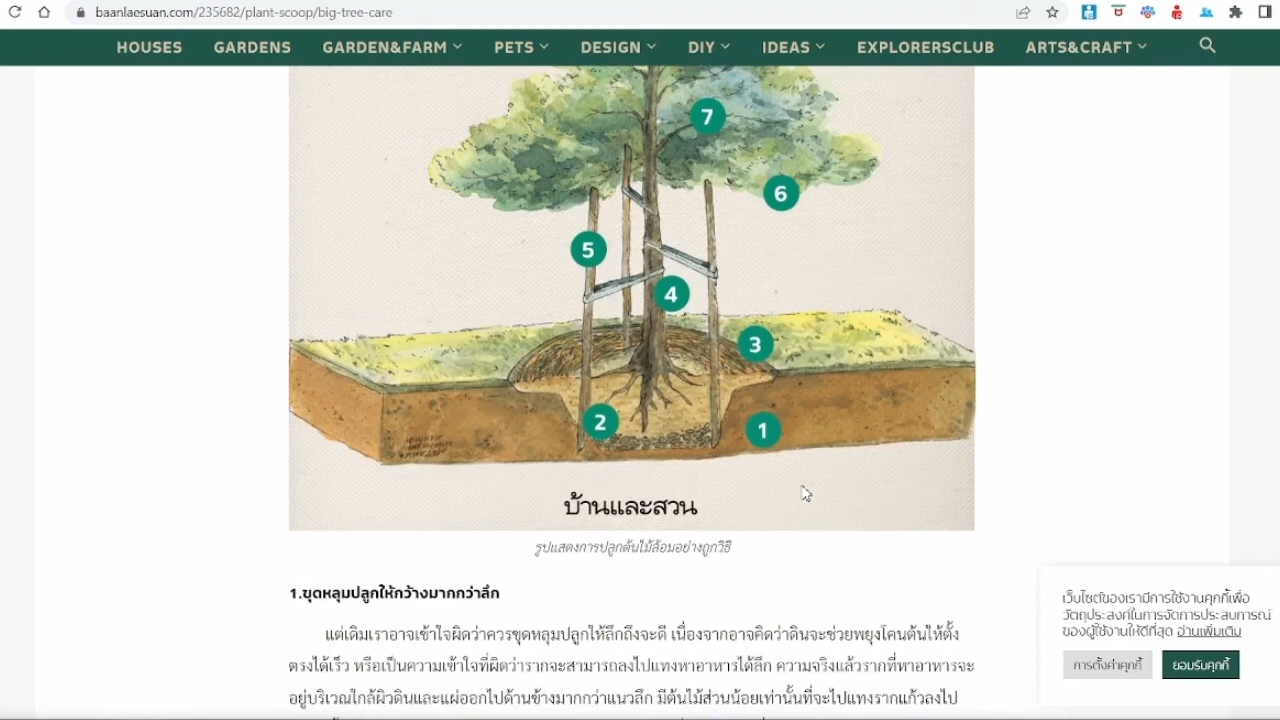 baanlaesuan.com/235682/plant-scoop/big-tree-care
HOUSES GARDENS GARDEN&FARM PETS DESIGN DIY IDEAS EXPLORERSCLUB ARTS&CRAFT
7
6
5
4
3
2
1
บ้านและสวน
รูปแสดงการปลูกต้นไม้ล้อมอย่างถูกวิธี
1.ขุดหลุมปลูกให้กว้างมากกว่าลึก
แต่เดิมเราอาจเข้าใจผิดว่าควรขุดหลุมปลูกให้ลึกถึงจะดี เนื่องจากอาจคิดว่าดินจะช่วยพยุงโคนต้นให้ตั้ง
ตรงได้เร็ว หรือเป็นความเข้าใจที่ผิดว่ารากจะสามารถลงไปแทงหาอาหารได้ลึก ความจริงแล้วรากที่หาอาหารจะ
อยู่บริเวณใกล้ผิวดินและแผ่ออกไปด้านข้างมากกว่าแนวลึก มีต้นไม้ส่วนน้อยเท่านั้นที่จะไปแทงรากแก้วลงไป
เว็บไซต์ของเรามีการใช้งานคุกกี้เพื่อ
วัตถุประสงค์ในการจัดการประสบการณ์
ของผู้ใช้งานให้ดีที่สุด อ่านเพิ่มเติม
การตั้งค่าคุกกี้ ยอมรับคุกกี้